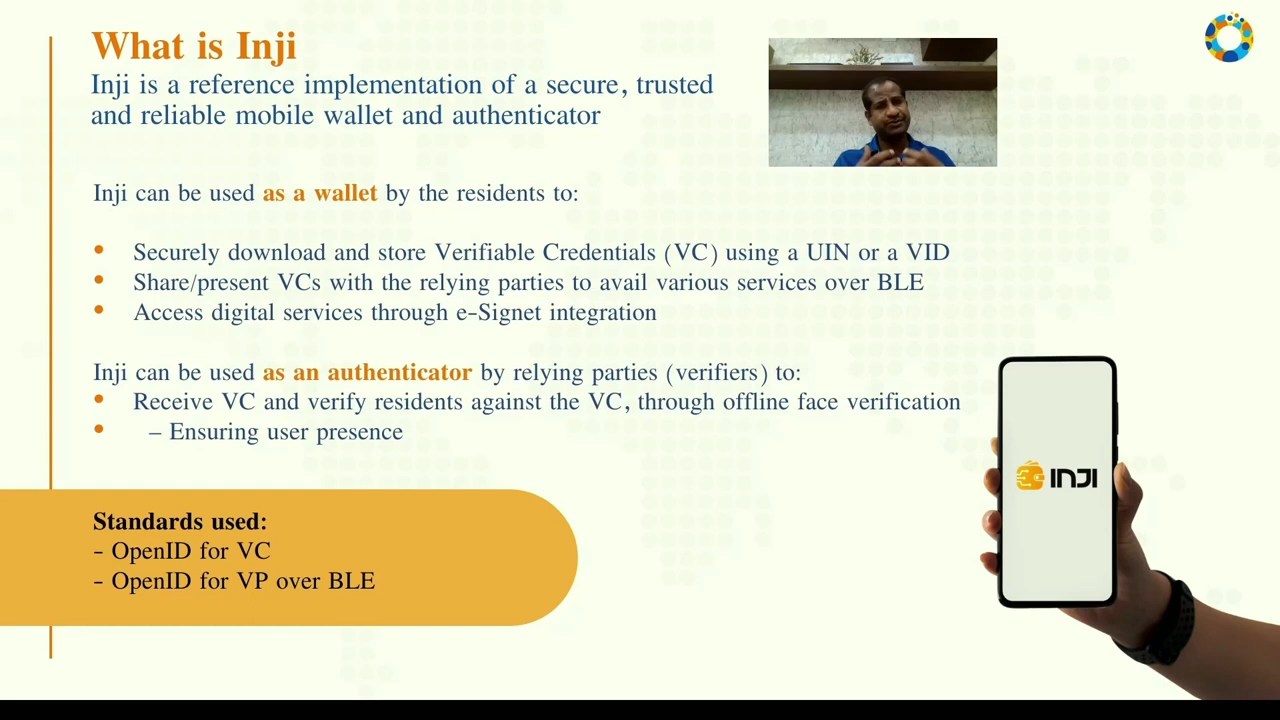 What is Inji
Inji is a reference implementation of a secure, trusted
and reliable mobile wallet and authenticator
Inji can be used as a wallet by the residents to:
• Securely download and store Verifiable Credentials (VC) using a UIN or a VID
• Share/present VCs with the relying parties to avail various services over BLE
• Access digital services through e-Signet integration
Inji can be used as an authenticator by relying parties (verifiers) to:
• Receive VC and verify residents against the VC, through offline face verification
• – Ensuring user presence
Standards used:
- OpenID for VC
- OpenID for VP over BLE
INJI